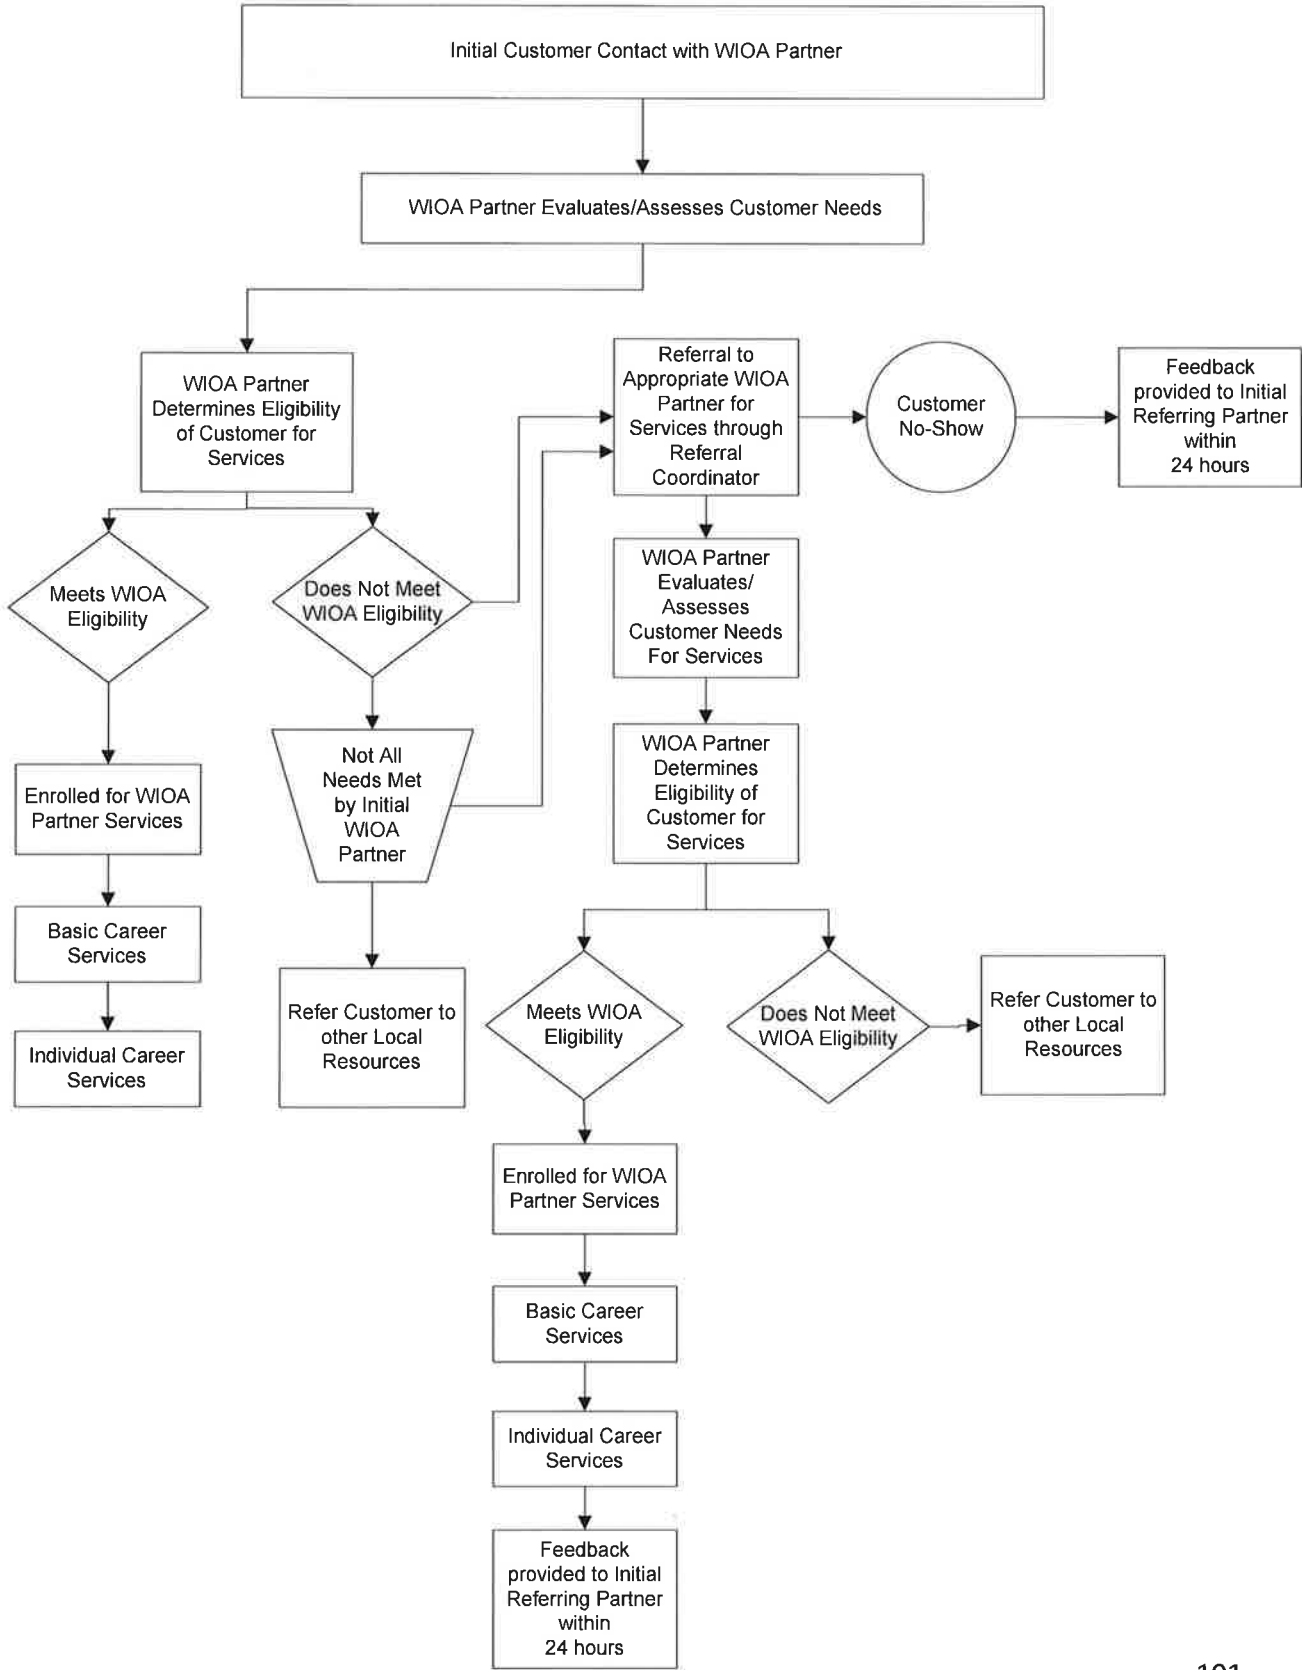 Initial Customer Contact with WIOA Partner
WIOA Partner Evaluates/Assesses Customer Needs
WIOA Partner
Determines Eligibility
of Customer for
Services
Referral to
Appropriate WIOA
Partner for
Services through
Referral
Coordinator
Customer
No-Show
Feedback
provided to Initial
Referring Partner
within
24 hours
Meets WIOA
Eligibility
Does Not Meet
WIOA Eligibility
WIOA Partner
Evaluates/
Assesses
Customer Needs
For Services
Enrolled for WIOA
Partner Services
Not All
Needs Met
by Initial
WIOA
Partner
WIOA Partner
Determines
Eligibility of
Customer for
Services
Basic Career
Services
Individual Career
Services
Refer Customer to
other Local
Resources
Meets WIOA
Eligibility
Does Not Meet
WIOA Eligibility
Refer Customer to
other Local
Resources
Enrolled for WIOA
Partner Services
Basic Career
Services
Individual Career
Services
Feedback
provided to Initial
Referring Partner
within
24 hours